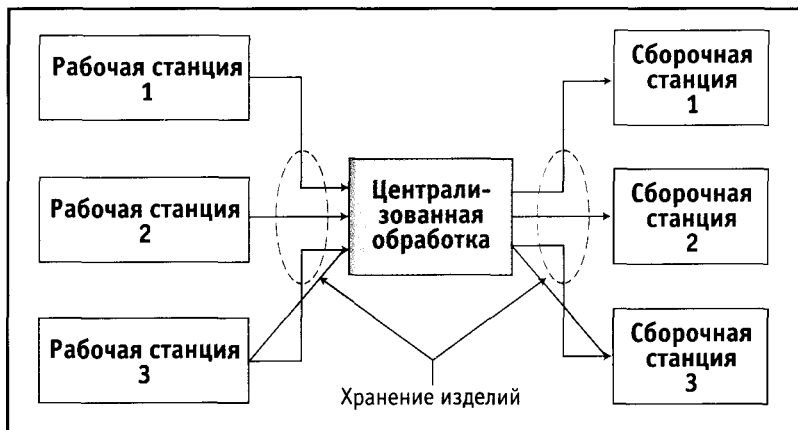 Рабочая станция
1
Рабочая станция
2
Рабочая станция
3
Централи-
зованная
обработка
Сборочная
станция
1
Сборочная
станция
2
Сборочная
станция
3
Хранение изделий